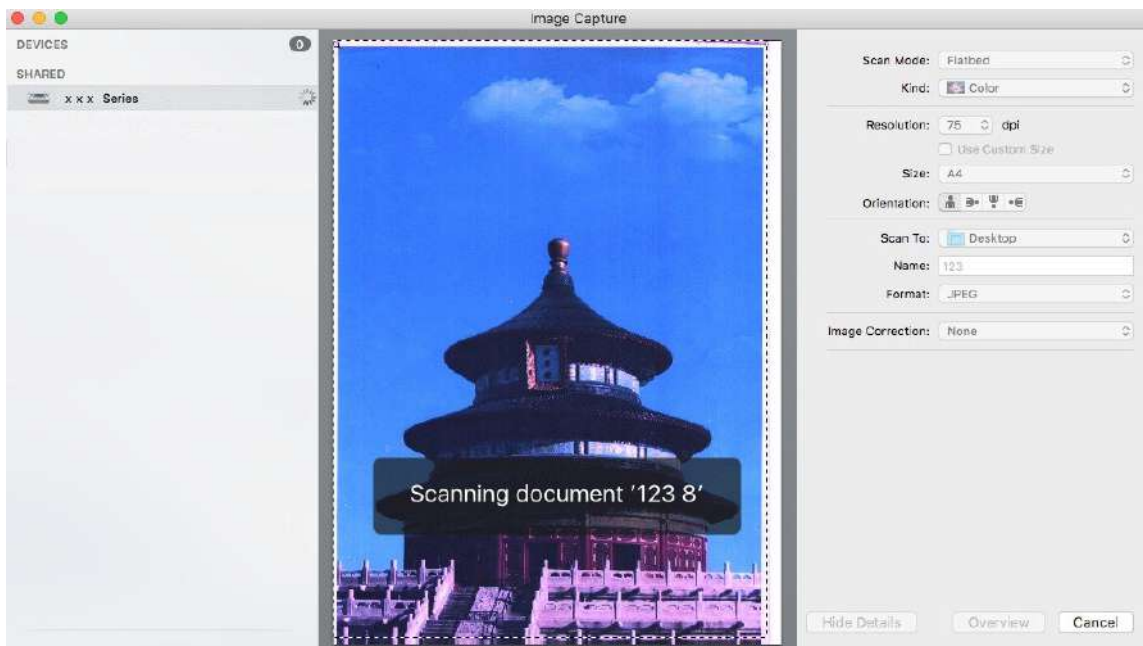 Image Capture
DEVICES 0
SHARED
x x x Series
Scan Mode: Flatbed
Kind: Color
Resolution: 75 dpi
Use Custom Size
Size: A4
Orientation:
Scan To: Desktop
Name: 123
Format: JPEG
Image Correction: None
Scanning document '123 8'
Hide Details Overview Cancel